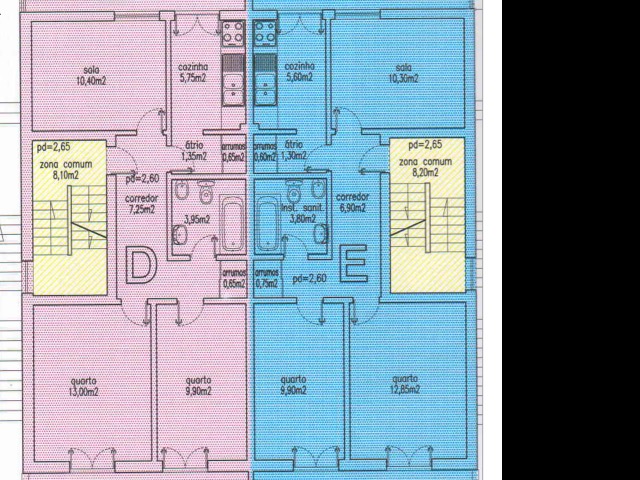 sala
10,40m2
cozinha
5,75m2
cozinha
5,60m2
sala
10,30m2
pd=2,65
zona comum
8,10m2
átrio
1,35m2
arrumos
0,65m2
arrumos
0,60m2
átrio
1,30m2
pd=2,65
zona comum
8,20m2
pd=2,60
corredor
7,25m2
3,95m2
Inst. sanit.
3,80m2
corredor
6,90m2
D
E
arrumos
0,65m2
arrumos
0,75m2
pd=2,60
quarto
13,00m2
quarto
9,90m2
quarto
9,90m2
quarto
12,85m2